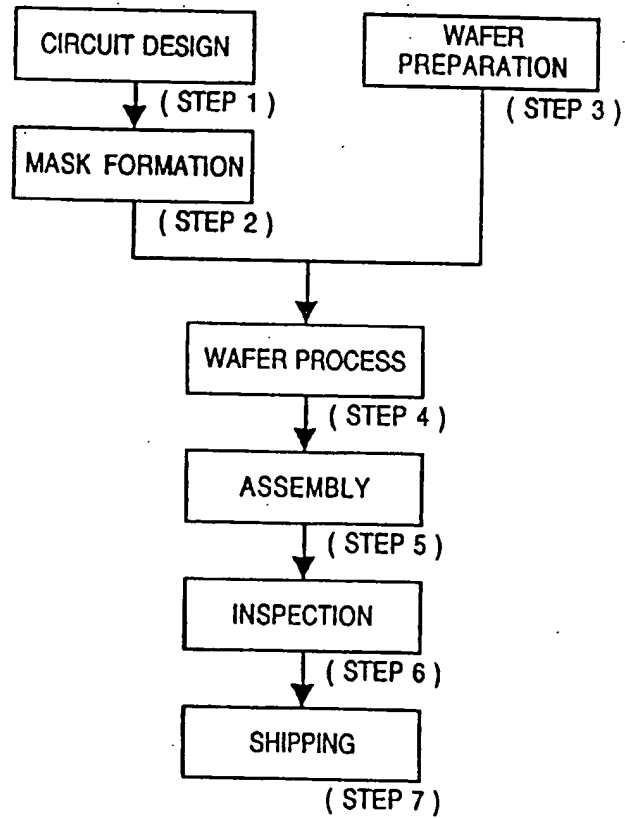 CIRCUIT DESIGN
( STEP 1 )
MASK FORMATION
( STEP 2 )
WAFER
PREPARATION
( STEP 3 )
WAFER PROCESS
( STEP 4 )
ASSEMBLY
( STEP 5 )
INSPECTION
( STEP 6 )
SHIPPING
( STEP 7 )